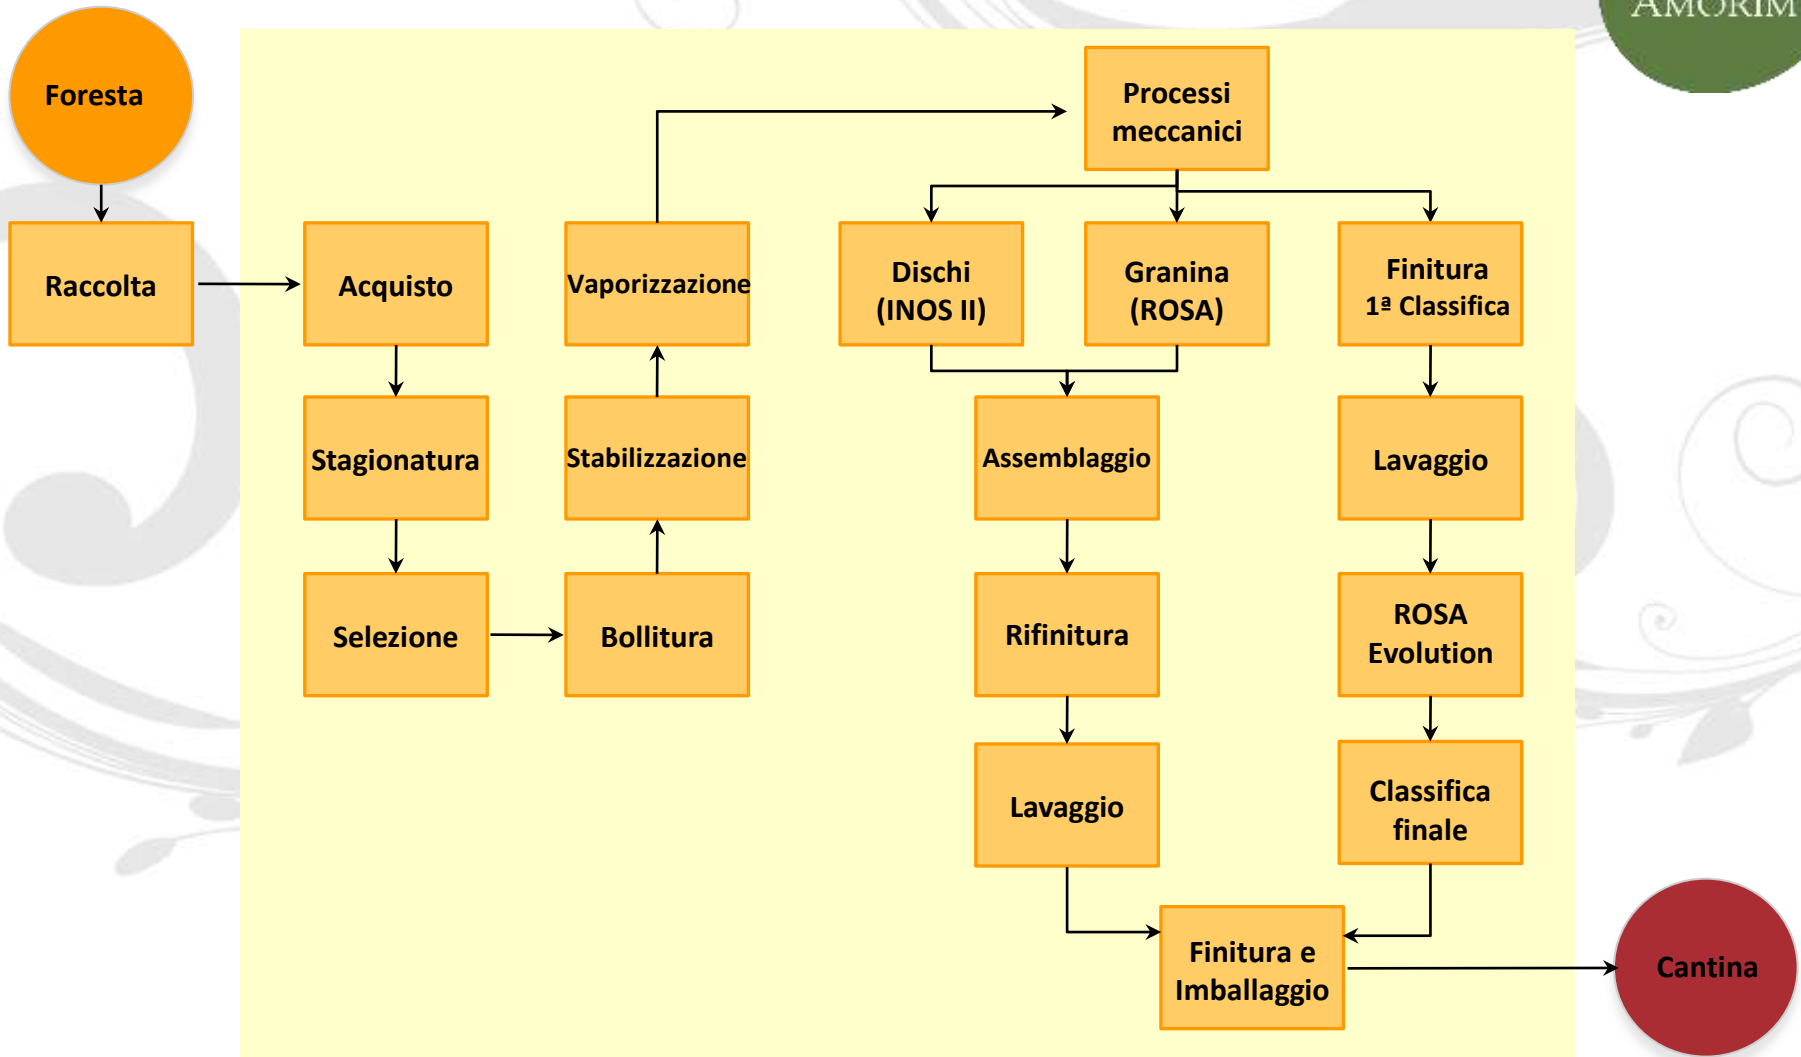 AMORIM
Foresta
Processi
meccanici
Raccolta
Acquisto
Vaporizzazione
Dischi
(INOS II)
Granina
(ROSA)
Finitura
1ª Classifica
Stagionatura
Stabilizzazione
Assemblaggio
Lavaggio
Selezione
Bollitura
Rifinitura
ROSA
Evolution
Lavaggio
Classifica
finale
Finitura e
Imballaggio
Cantina